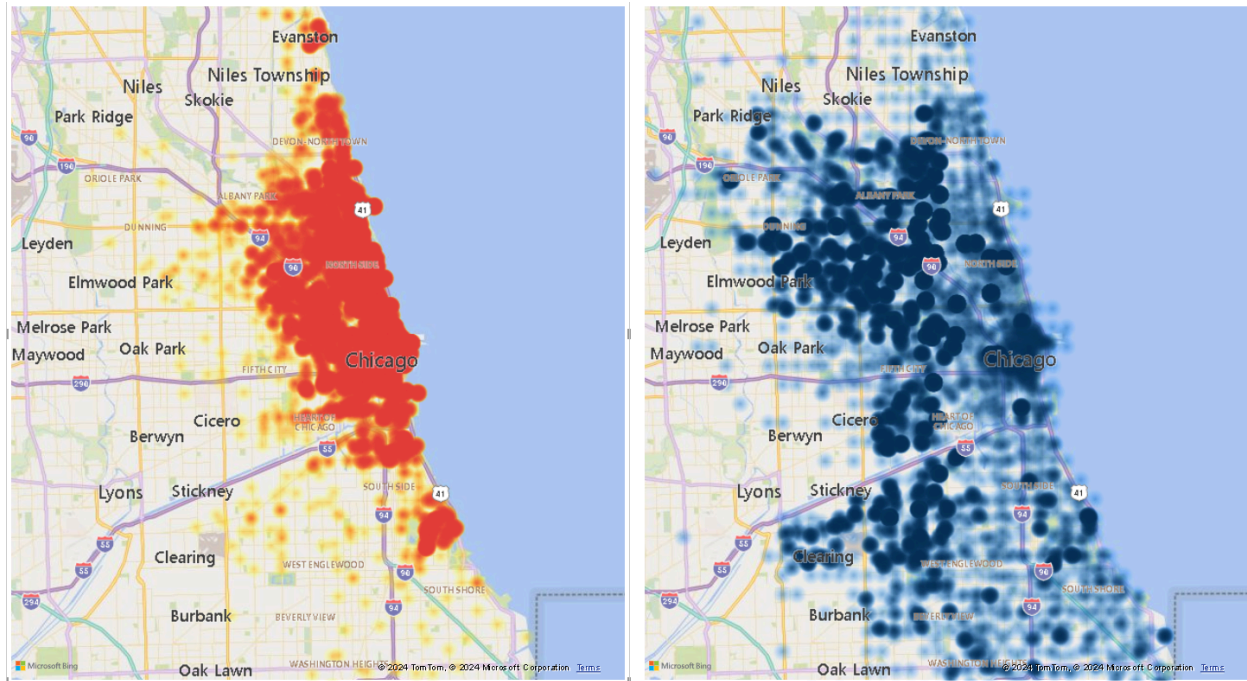 Evanston
Niles Township
Niles
Skokie
Park Ridge
90
DEVON-NORTH TOWN
190
ORIOLE PARK
ALBANY PARK
41
DUNNING
94
Leyden
90
NORTH SIDE
Elmwood Park
Melrose Park
Maywood
Oak Park
Chicago
FIFTH CITY
290
Cicero
HEART OF
CHICAGO
Berwyn
55
Lyons
Stickney
SOUTH SIDE
41
94
55
Clearing
WEST ENGLEWOOD
55
90
SOUTH SHORE
294
94
Burbank
BEVERLY VIEW
Oak Lawn
WASHINGTON HEIGHTS
Microsoft Bing
© 2024 TomTom, © 2024 Microsoft Corporation Terms
Evanston
Niles Township
Niles
Skokie
Park Ridge
90
DEVON-NORTH TOWN
190
ORIOLE PARK
ALBANY PARK
41
DUNNING
94
Leyden
90
NORTH SIDE
Elmwood Park
Melrose Park
Maywood
Oak Park
Chicago
FIFTH CITY
290
Cicero
HEART OF
CHICAGO
Berwyn
55
Lyons
Stickney
SOUTH SIDE
41
94
55
Clearing
WEST ENGLEWOOD
55
90
SOUTH SHORE
294
94
Burbank
BEVERLY VIEW
Oak Lawn
WASHINGTON HEIGHTS
Microsoft Bing
© 2024 TomTom, © 2024 Microsoft Corporation Terms